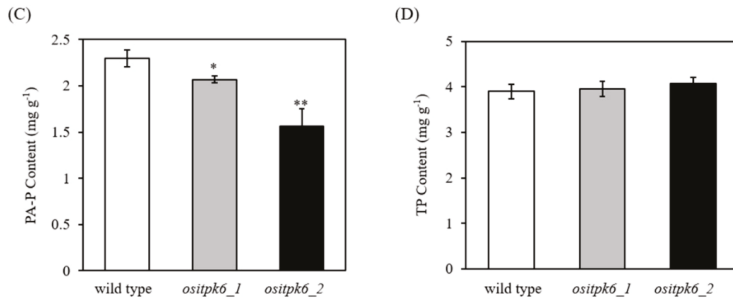 (C)
PA-P Content (mg g⁻¹)
2.5
2
1.5
1
0.5
0
*
**
wild type ositpk6_1 ositpk6_2
(D)
TP Content (mg g⁻¹)
5
4
3
2
1
0
wild type ositpk6_1 ositpk6_2